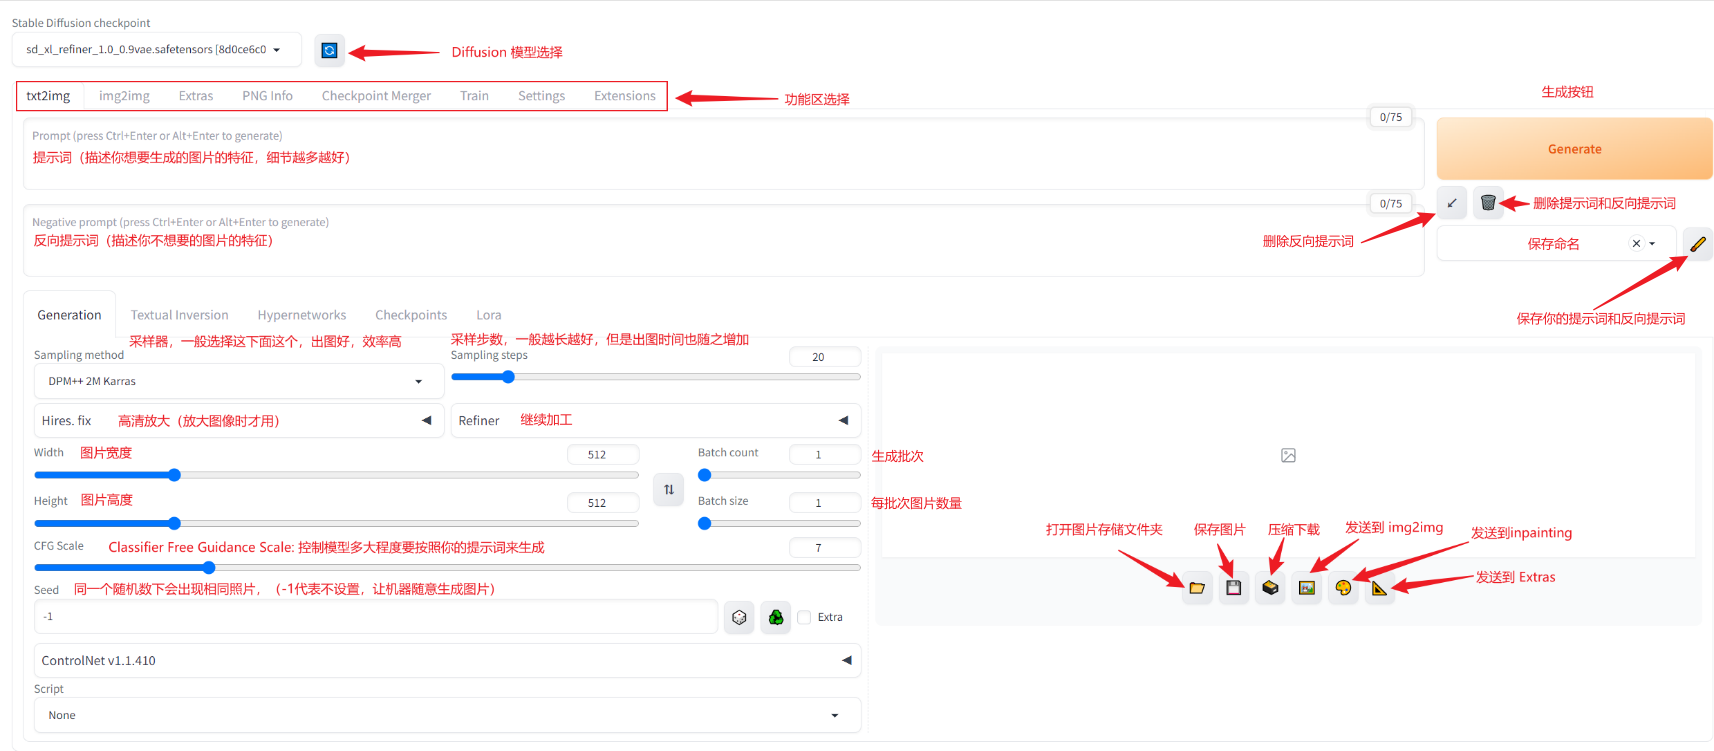 Stable Diffusion checkpoint
sd_xl_refiner_1.0_0.9vae.safetensors [8d0ce6c0
Diffusion 模型选择
txt2img img2img Extras PNG Info Checkpoint Merger Train Settings Extensions
功能区选择
生成按钮
0/75
Prompt (press Ctrl+Enter or Alt+Enter to generate)
提示词（描述你想要生成的图片的特征，细节越多越好）
Generate
0/75
Negative prompt (press Ctrl+Enter or Alt+Enter to generate)
反向提示词（描述你不想要的图片的特征）
删除提示词和反向提示词
删除反向提示词
保存命名
保存你的提示词和反向提示词
Generation Textual Inversion Hypernetworks Checkpoints Lora
采样器，一般选择这下面这个，出图好，效率高
采样步数，一般越长越好，但是出图时间也随之增加
Sampling method
Sampling steps
20
DPM++ 2M Karras
Hires. fix
高清放大（放大图像时才用）
Refiner
继续加工
Width
图片宽度
512
Batch count
1
生成批次
Height
图片高度
512
Batch size
1
每批次图片数量
CFG Scale
Classifier Free Guidance Scale: 控制模型多大程度要按照你的提示词来生成
7
Seed
同一个随机数下会出现相同照片，（-1代表不设置，让机器随意生成图片）
-1
Extra
打开图片存储文件夹
保存图片
压缩下载
发送到 img2img
发送到inpainting
发送到 Extras
ControlNet v1.1.410
Script
None